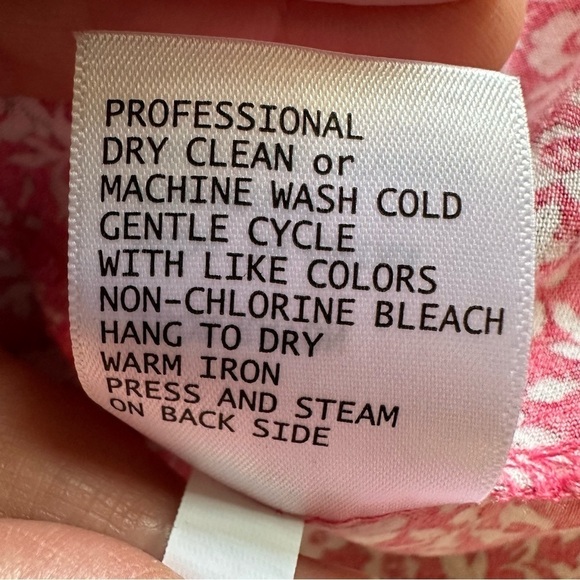 PROFESSIONAL
DRY CLEAN or
MACHINE WASH COLD
GENTLE CYCLE
WITH LIKE COLORS
NON-CHLORINE BLEACH
HANG TO DRY
WARM IRON
PRESS AND STEAM
ON BACK SIDE